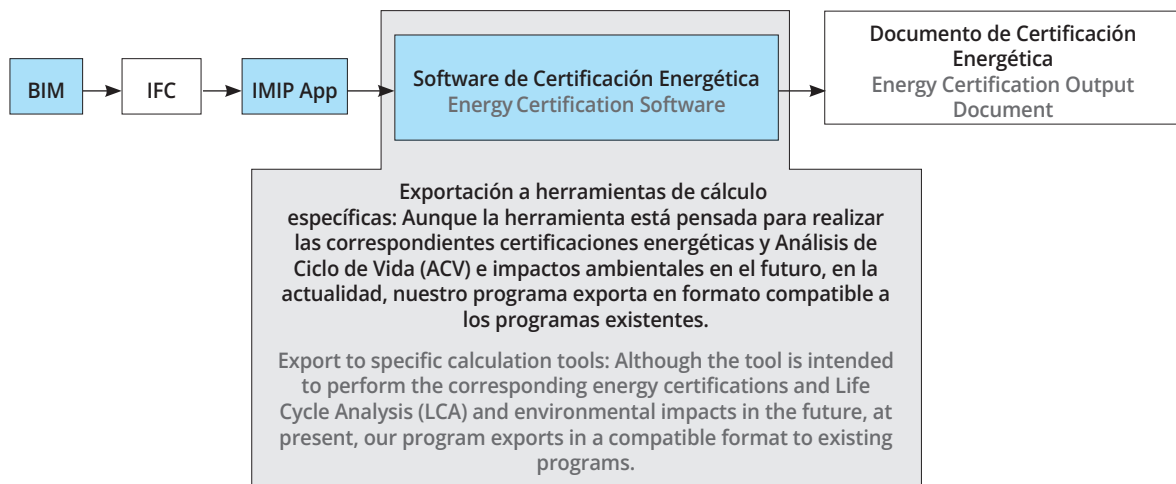 BIM
IFC
IMIP App
Software de Certificación Energética
Energy Certification Software
Documento de Certificación
Energética
Energy Certification Output
Document
Exportación a herramientas de cálculo
específicas: Aunque la herramienta está pensada para realizar
las correspondientes certificaciones energéticas y Análisis de
Ciclo de Vida (ACV) e impactos ambientales en el futuro, en la
actualidad, nuestro programa exporta en formato compatible a
los programas existentes.
Export to specific calculation tools: Although the tool is intended
to perform the corresponding energy certifications and Life
Cycle Analysis (LCA) and environmental impacts in the future, at
present, our program exports in a compatible format to existing
programs.